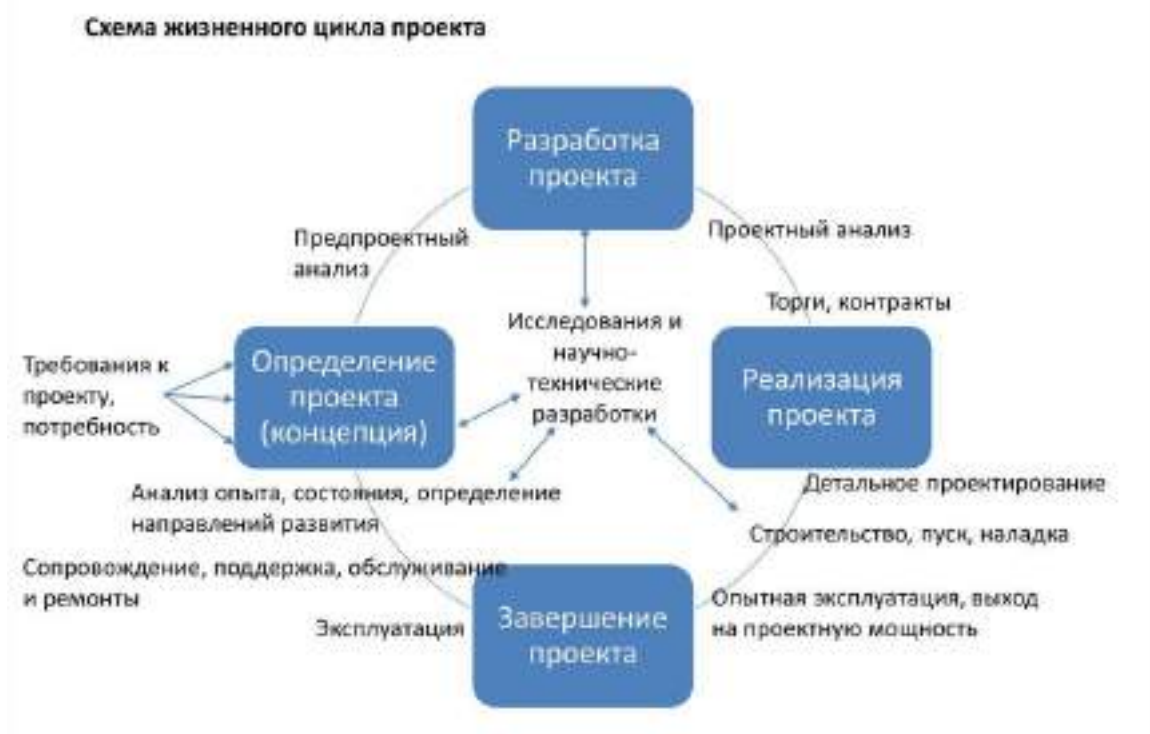 Схема жизненного цикла проекта
Разработка
проекта
Предпроектный
анализ
Проектный анализ
Торги, контракты
Исследования и
научно-
технические
разработки
Требования к
проекту,
потребность
Определение
проекта
(концепция)
Реализация
проекта
Анализ опыта, состояния, определение
направлений развития
Детальное проектирование
Строительство, пуск, наладка
Сопровождение, поддержка, обслуживание
и ремонты
Эксплуатация
Завершение
проекта
Опытная эксплуатация, выход
на проектную мощность